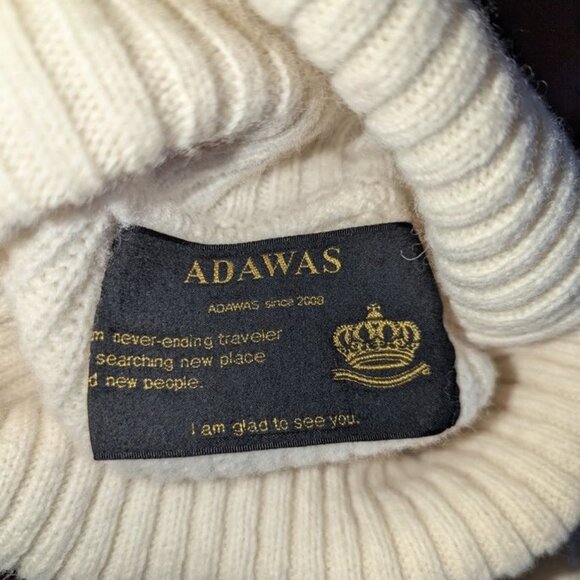 ADAWAS
ADAWAS since 2008
m never-ending traveler
searching new place
d new people.
I am glad to see you.